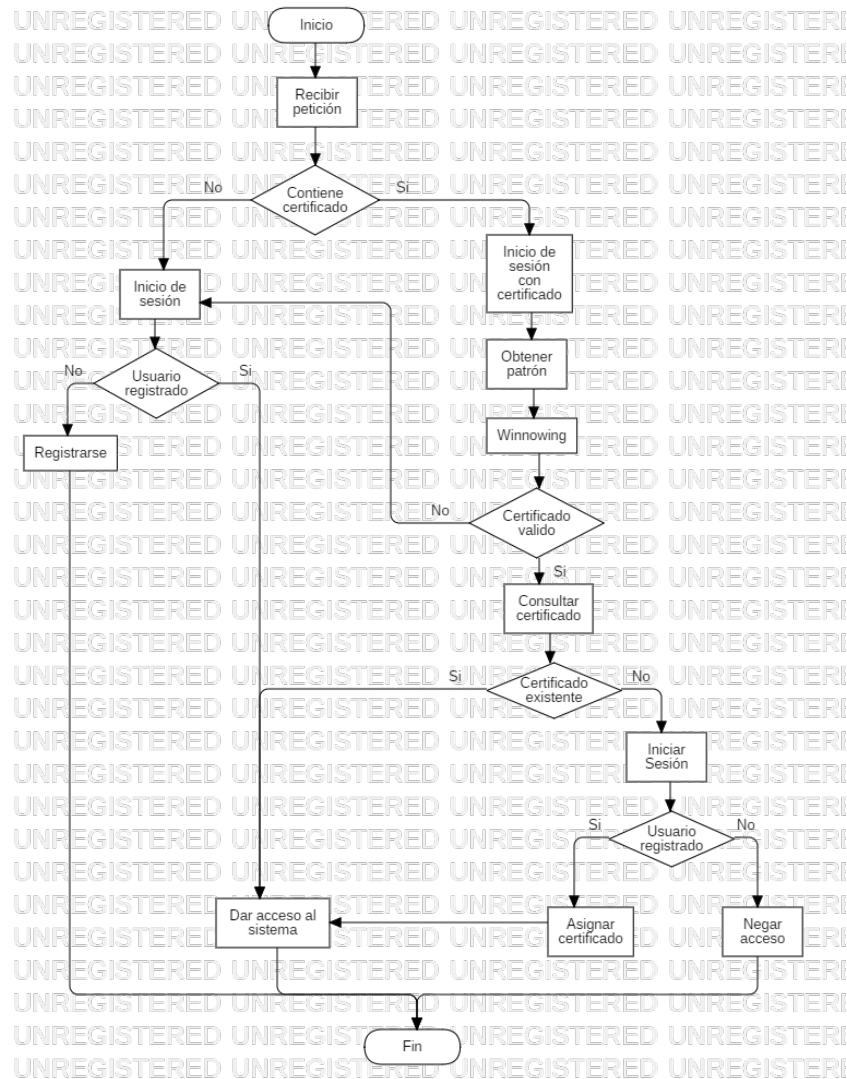 UNREGISTERED
Inicio
Recibir
petición
Contiene
certificado
No
Si
Inicio de
sesión
con
certificado
Inicio de
sesión
Obtener
patrón
No
Usuario
registrado
Si
Registrarse
Winnowing
No
Certificado
valido
Si
Consultar
certificado
Si
Certificado
existente
No
Iniciar
Sesión
Si
Usuario
registrado
No
Dar acceso al
sistema
Asignar
certificado
Negar
acceso
Fin